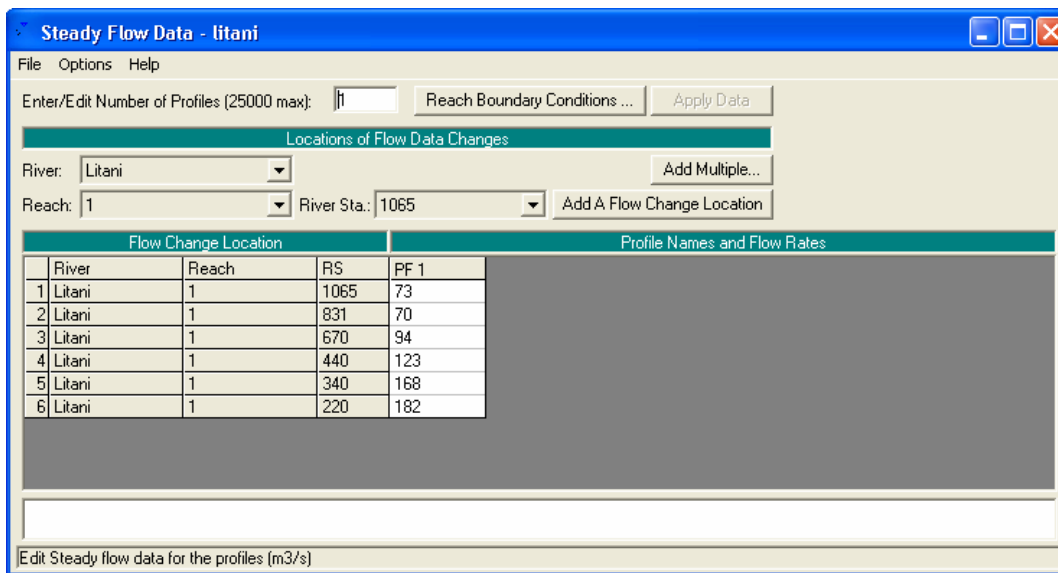 Steady Flow Data - litani
File Options Help
Enter/Edit Number of Profiles (25000 max): 1 Reach Boundary Conditions ... Apply Data
Locations of Flow Data Changes
River: Litani Add Multiple...
Reach: 1 River Sta.: 1065 Add A Flow Change Location
Flow Change Location Profile Names and Flow Rates
River Reach RS PF 1
1 Litani 1 1065 73
2 Litani 1 831 70
3 Litani 1 670 94
4 Litani 1 440 123
5 Litani 1 340 168
6 Litani 1 220 182
Edit Steady flow data for the profiles (m3/s)